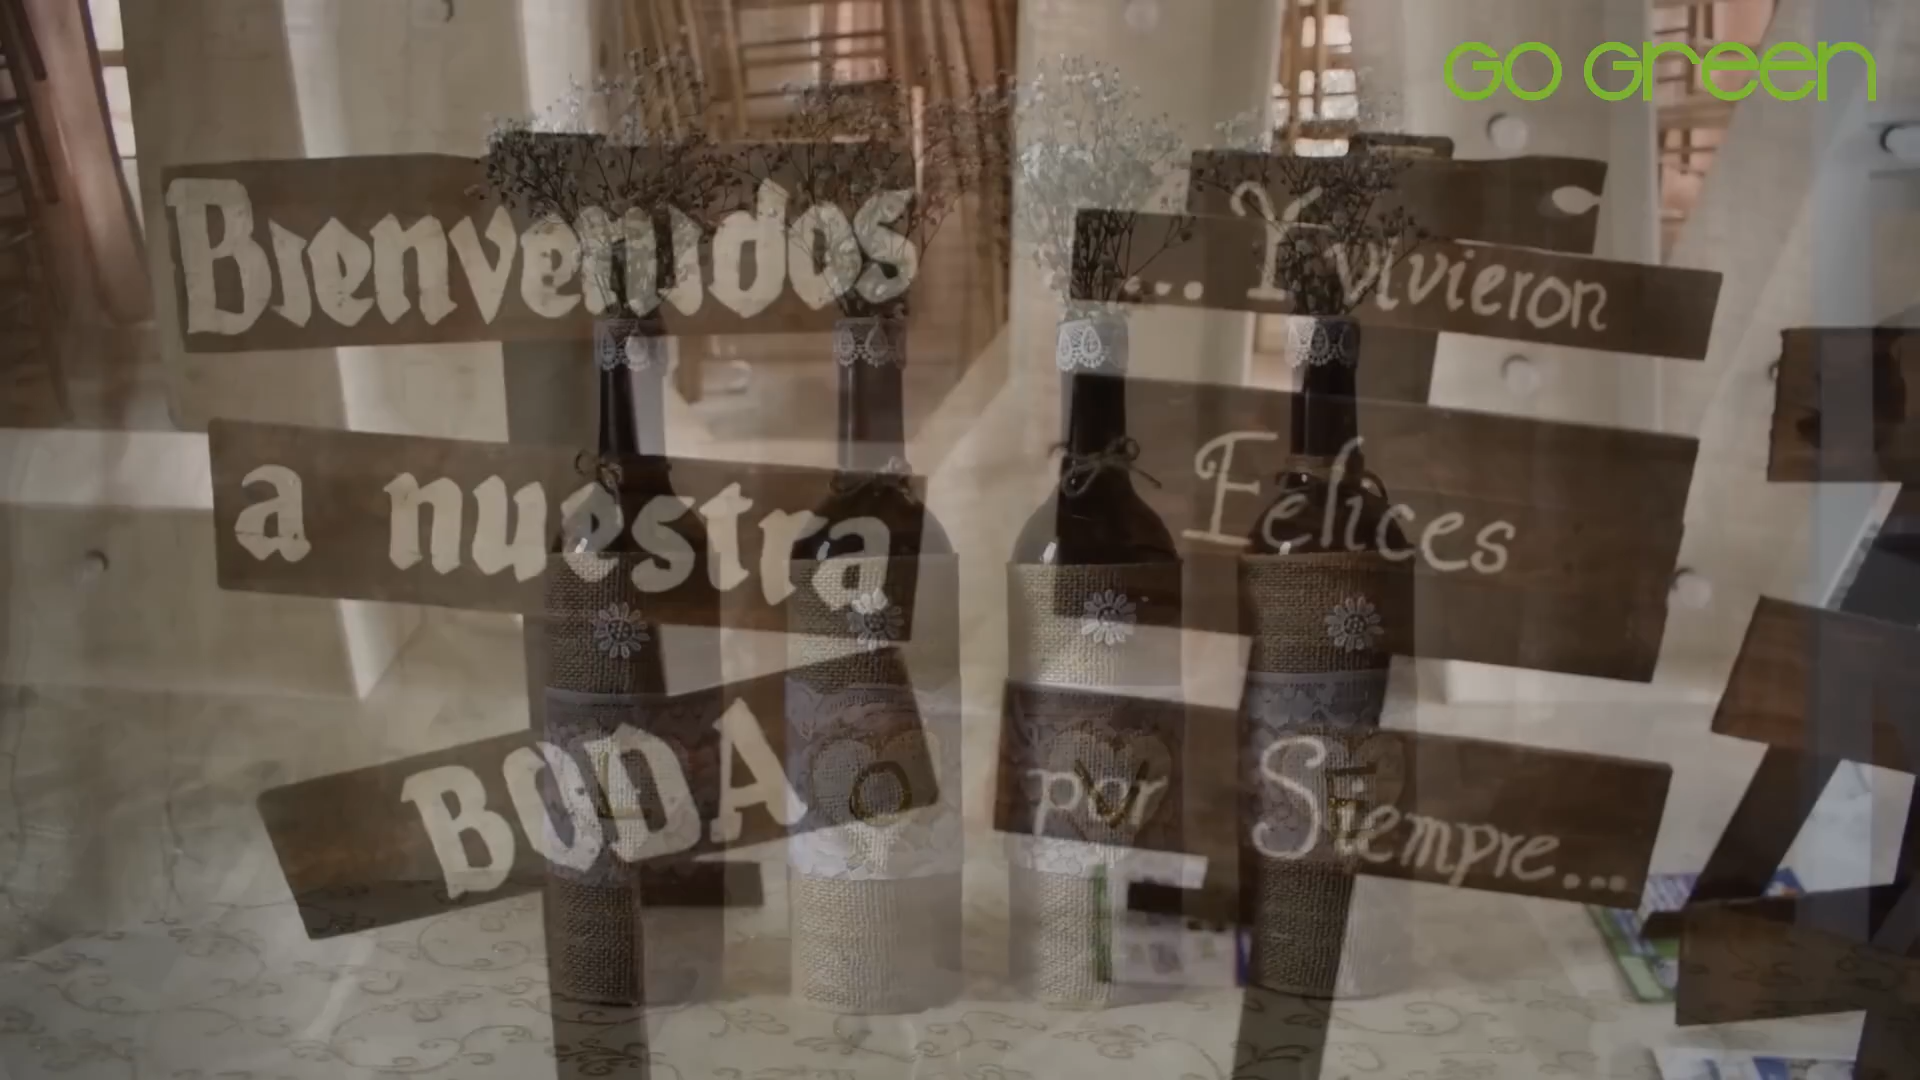 GO Green
Bienvenidos
a nuestra
BODA
... Y vivieron
Felices
por Siempre...
L O V E